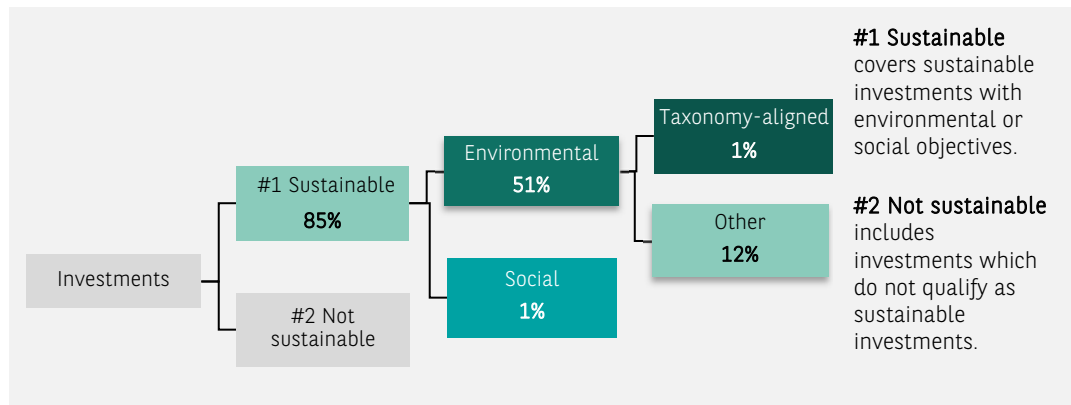 Investments
#1 Sustainable
85%
#2 Not
sustainable
Environmental
51%
Social
1%
Taxonomy-aligned
1%
Other
12%
#1 Sustainable
covers sustainable
investments with
environmental or
social objectives.
#2 Not sustainable
includes
investments which
do not qualify as
sustainable
investments.